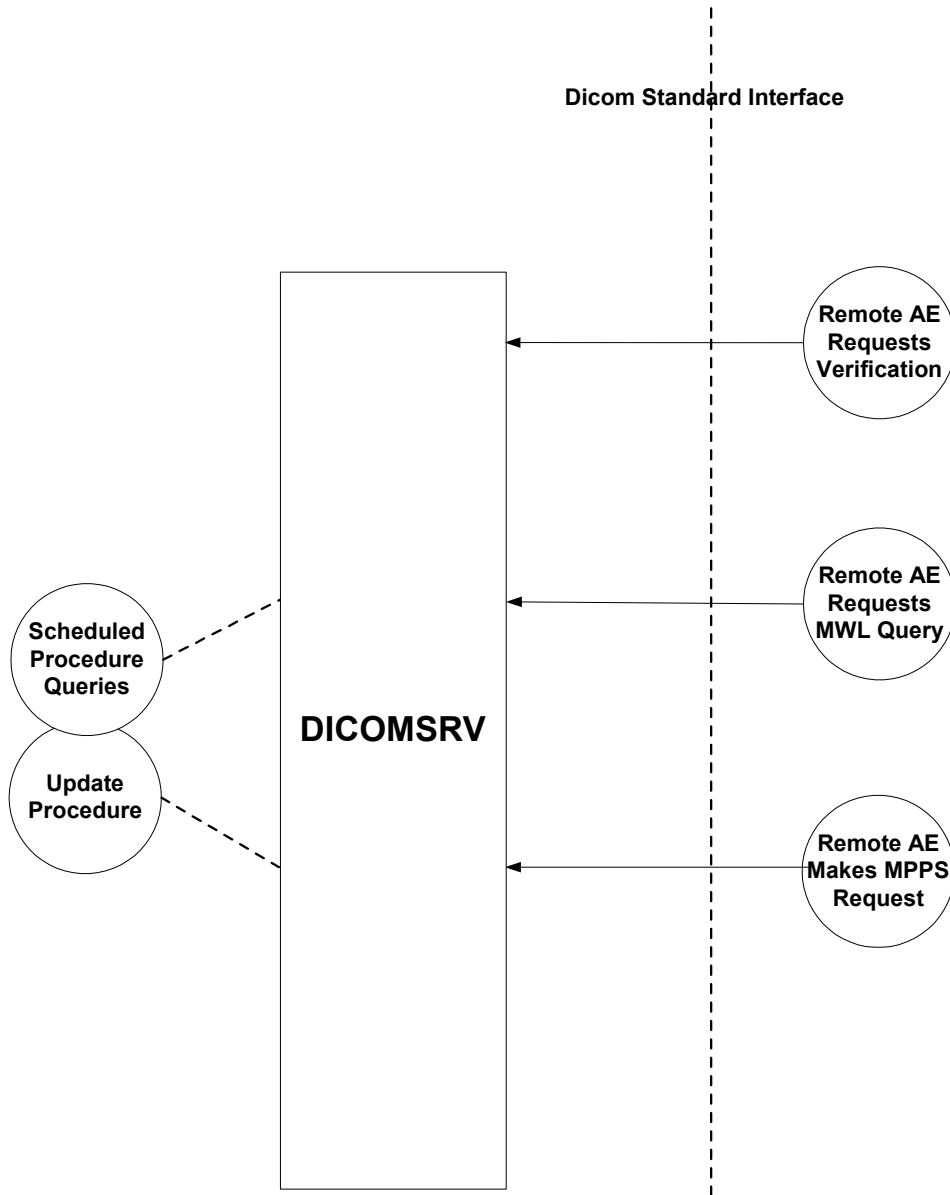 Dicom Standard Interface
Remote AE
Requests
Verification
Remote AE
Requests
MWL Query
Scheduled
Procedure
Queries
DICOMSRV
Update
Procedure
Remote AE
Makes MPPS
Request